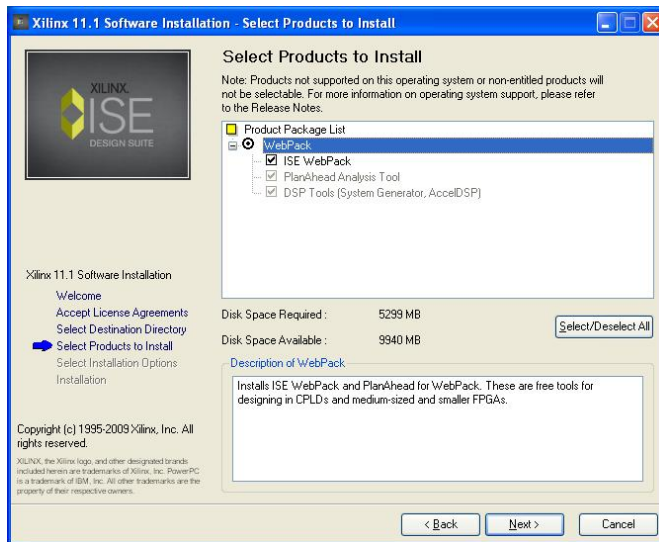 Xilinx 11.1 Software Installation - Select Products to Install
XILINX
ISE
DESIGN SUITE
Select Products to Install
Note: Products not supported on this operating system or non-entitled products will
not be selectable. For more information on operating system support, please refer
to the Release Notes.
Product Package List
WebPack
ISE WebPack
PlanAhead Analysis Tool
DSP Tools (System Generator, AccelDSP)
Xilinx 11.1 Software Installation
Welcome
Accept License Agreements
Select Destination Directory
Select Products to Install
Select Installation Options
Installation
Disk Space Required : 5299 MB
Disk Space Available : 9940 MB
Select/Deselect All
Description of WebPack
Installs ISE WebPack and PlanAhead for WebPack. These are free tools for
designing in CPLDs and medium-sized and smaller FPGAs.
Copyright (c) 1995-2009 Xilinx, Inc. All
rights reserved.
XILINX, the Xilinx logo, and other designated brands
included herein are trademarks of Xilinx, Inc. PowerPC
is a trademark of IBM, Inc. All other trademarks are the
property of their respective owners.
< Back
Next >
Cancel